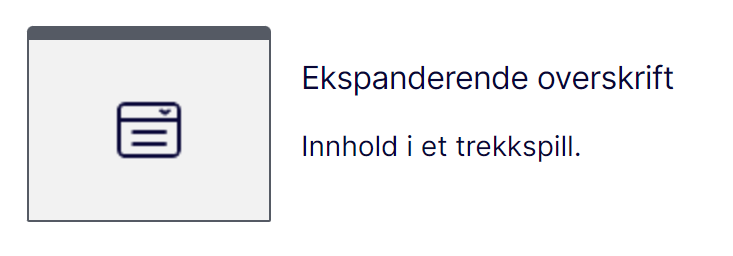 Ekspanderende overskrift
Innhold i et trekkspill.